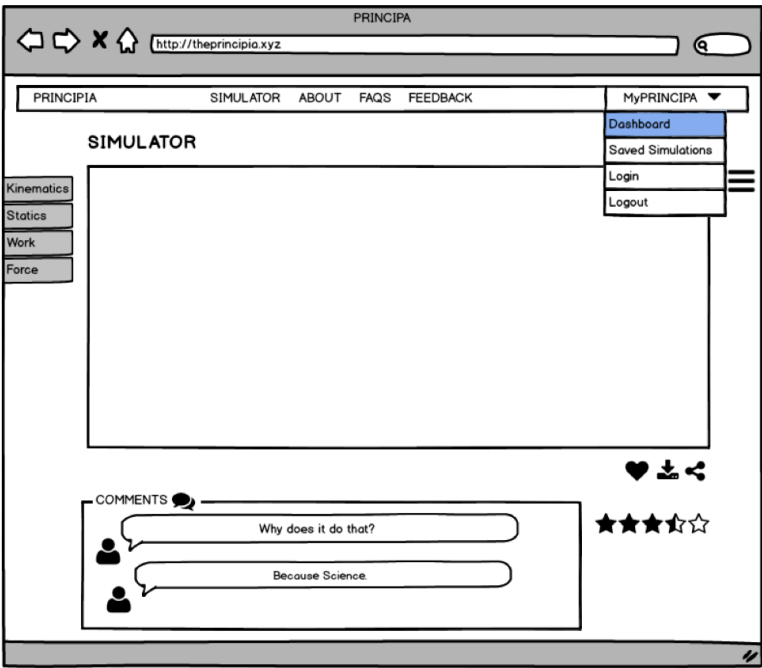 PRINCIPA
http://theprincipia.xyz
PRINCIPIA SIMULATOR ABOUT FAQS FEEDBACK MyPRINCIPA
Dashboard
Saved Simulations
Login
Logout
SIMULATOR
Kinematics
Statics
Work
Force
COMMENTS
Why does it do that?
Because Science.